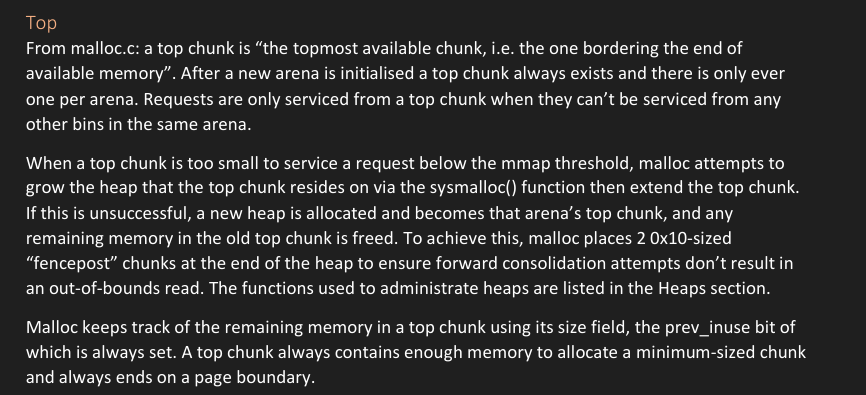 Top
From malloc.c: a top chunk is “the topmost available chunk, i.e. the one bordering the end of
available memory”. After a new arena is initialised a top chunk always exists and there is only ever
one per arena. Requests are only serviced from a top chunk when they can’t be serviced from any
other bins in the same arena.
When a top chunk is too small to service a request below the mmap threshold, malloc attempts to
grow the heap that the top chunk resides on via the sysmalloc() function then extend the top chunk.
If this is unsuccessful, a new heap is allocated and becomes that arena’s top chunk, and any
remaining memory in the old top chunk is freed. To achieve this, malloc places 2 0x10-sized
“fencepost” chunks at the end of the heap to ensure forward consolidation attempts don’t result in
an out-of-bounds read. The functions used to administrate heaps are listed in the Heaps section.
Malloc keeps track of the remaining memory in a top chunk using its size field, the prev_inuse bit of
which is always set. A top chunk always contains enough memory to allocate a minimum-sized chunk
and always ends on a page boundary.